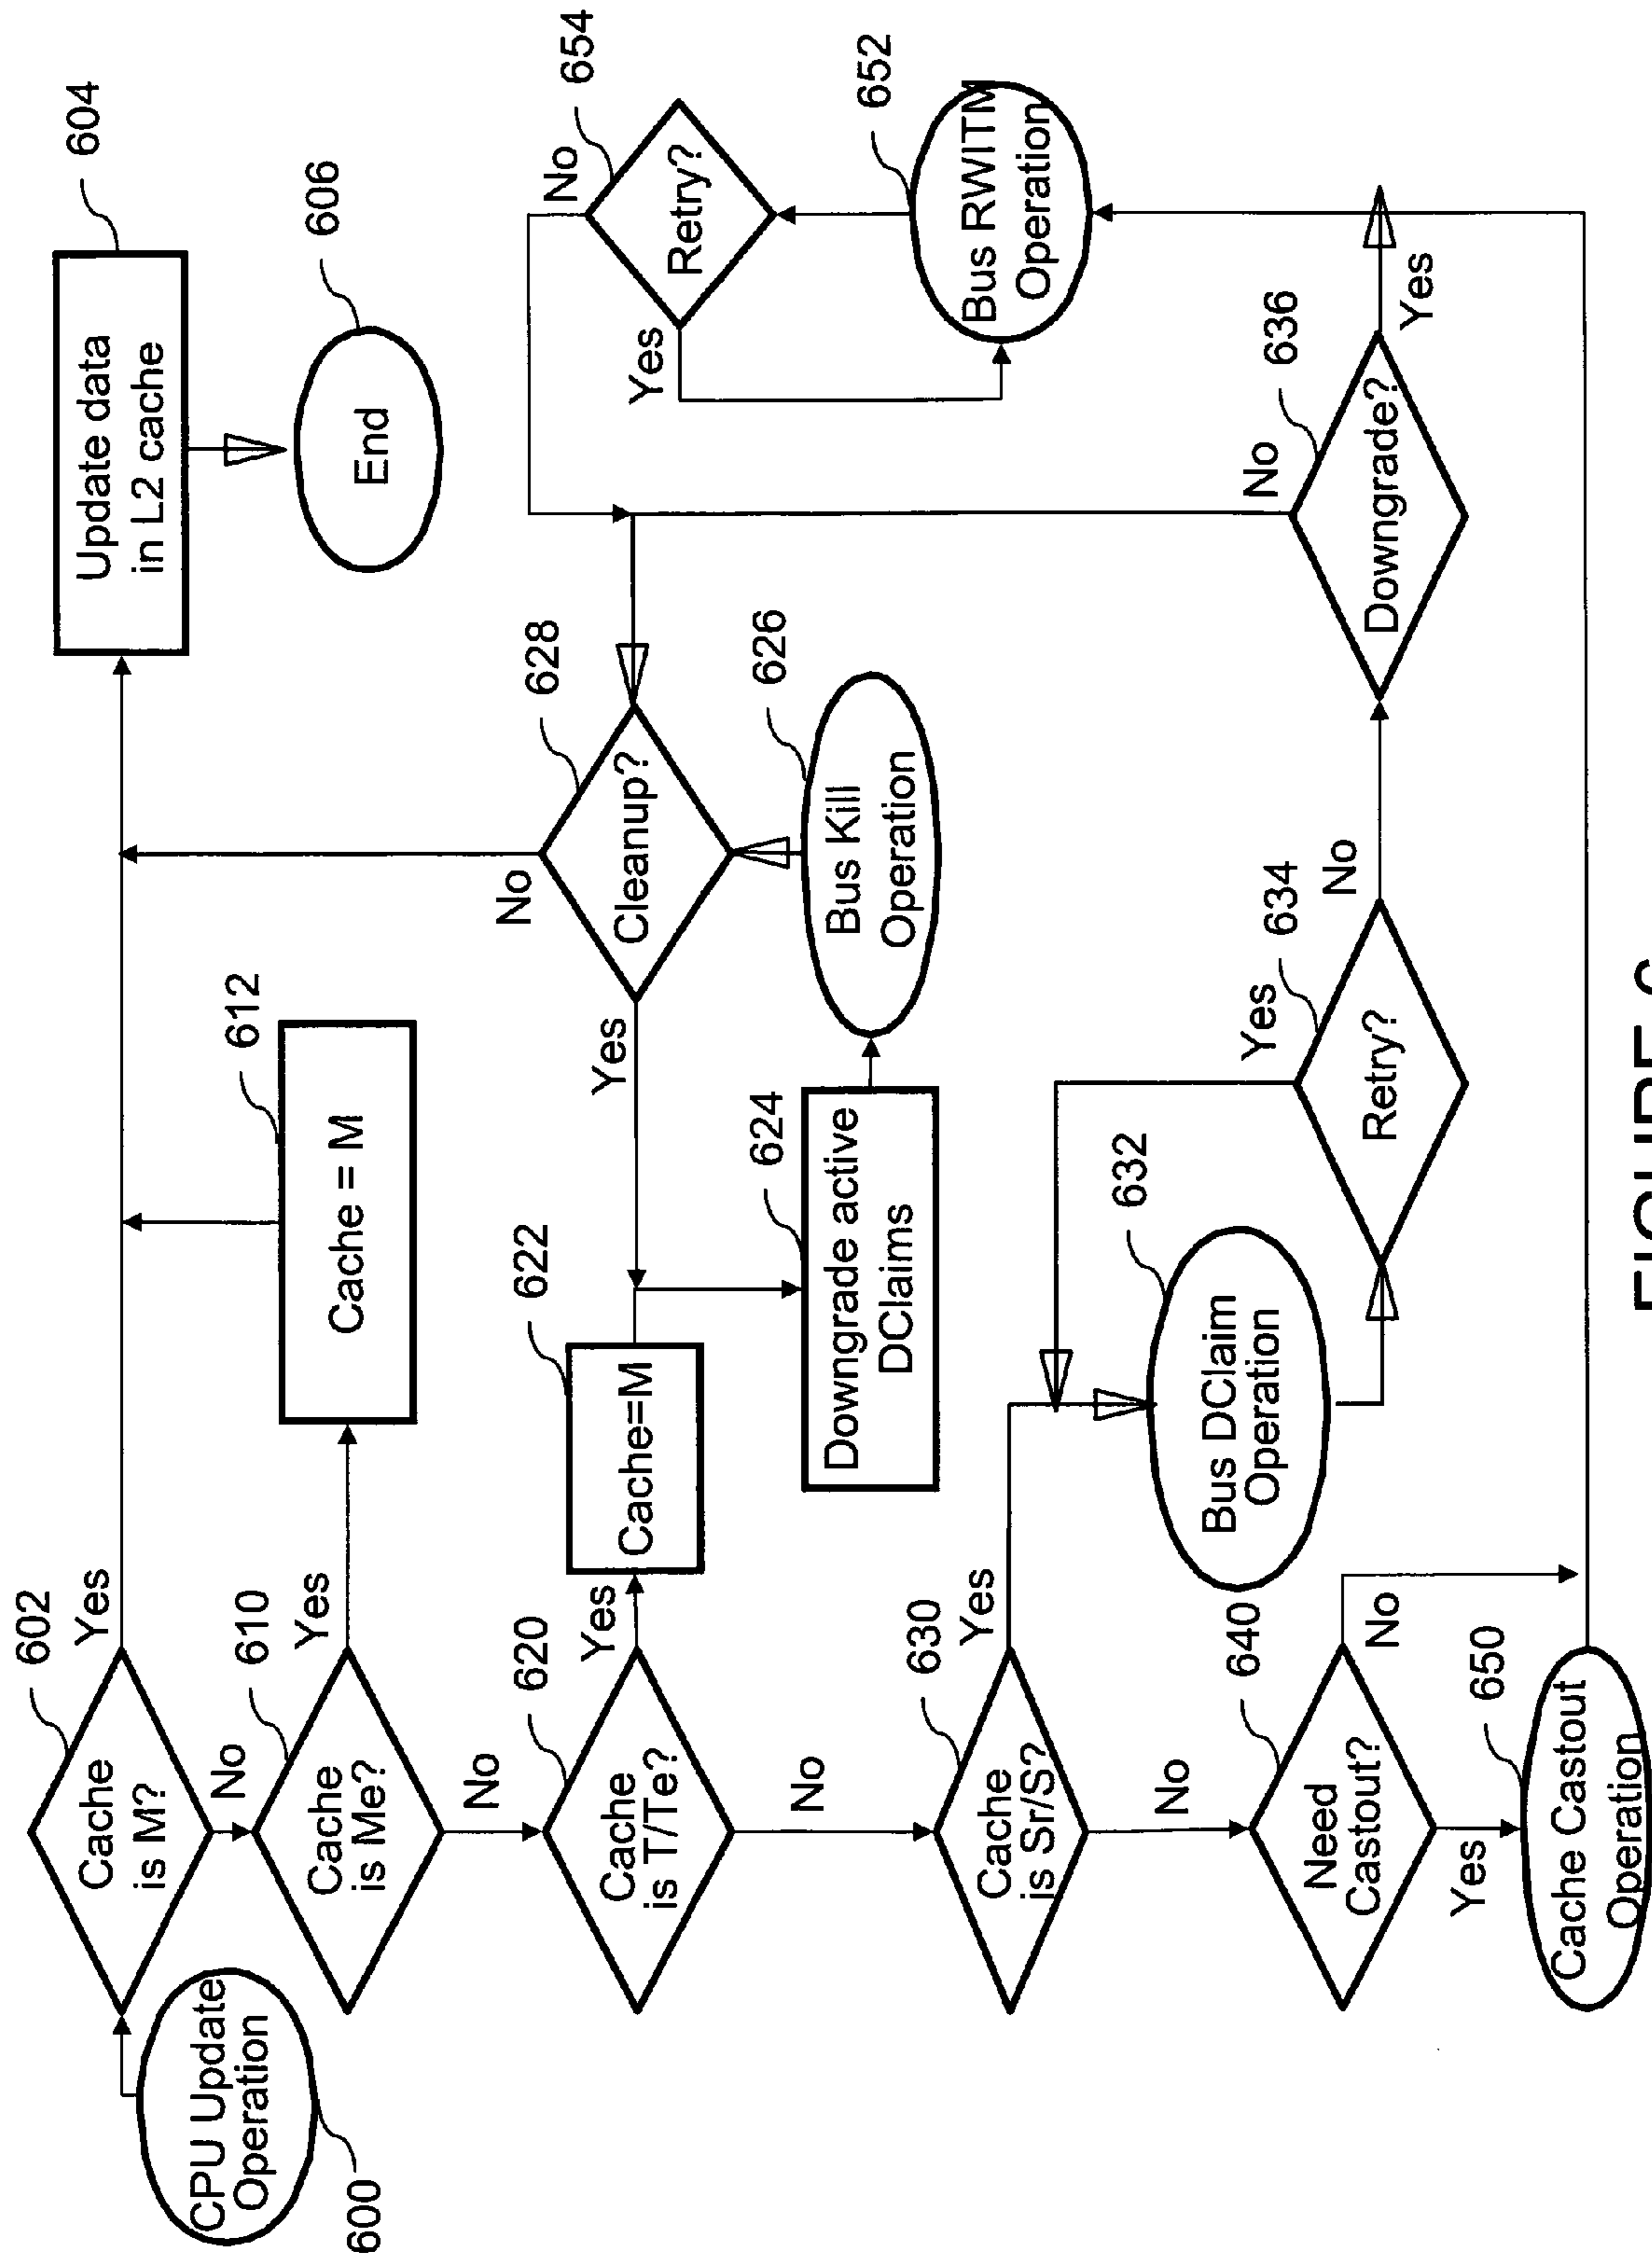 CPU Update
Operation
600
Cache
is M?
602
Yes
No
Update data
in L2 cache
604
End
606
Cache
is Me?
610
Yes
No
Cache = M
612
Cache
is T/Te?
620
Yes
No
Cache=M
622
Downgrade active
DClaims
624
Bus Kill
Operation
626
Cleanup?
628
Yes
No
Cache
is Sr/S?
630
Yes
No
Bus DClaim
Operation
632
Retry?
634
Yes
No
Downgrade?
636
No
Yes
Need
Castout?
640
No
Yes
Cache Castout
Operation
650
Bus RWITM
Operation
652
Retry?
654
No
Yes
FIGURE 6